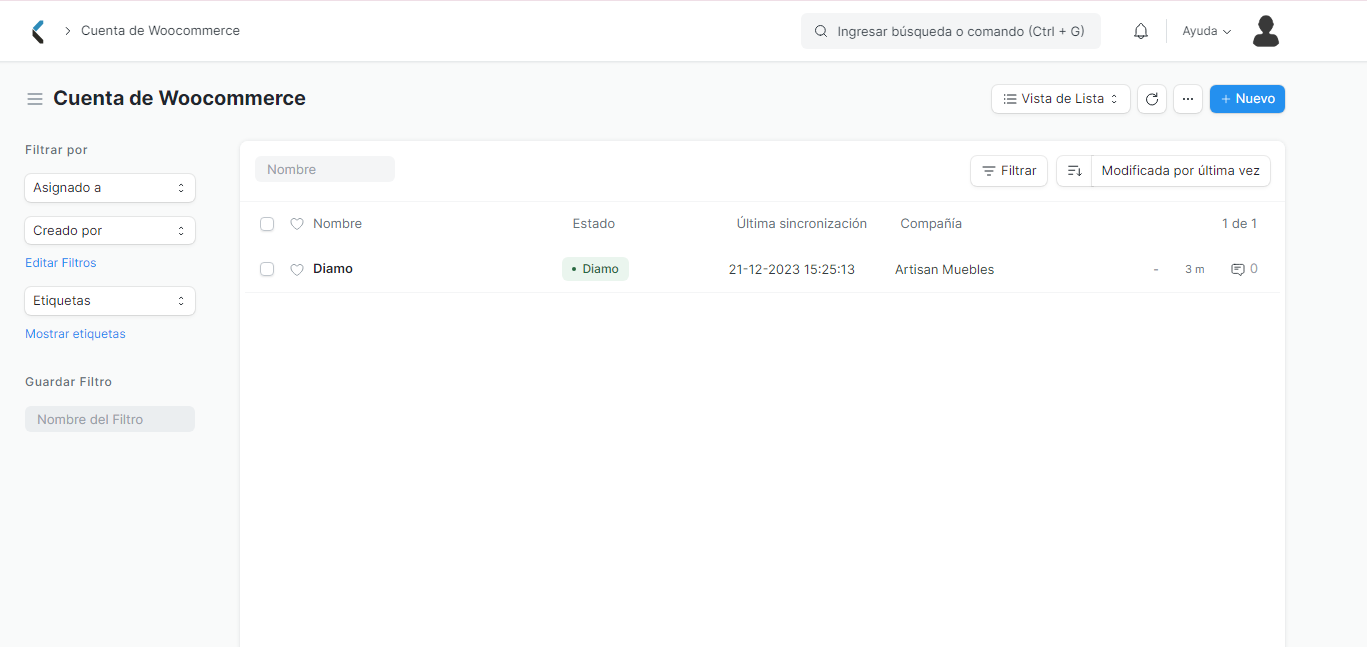 Cuenta de Woocommerce
Ingresar búsqueda o comando (Ctrl + G)
Ayuda
Cuenta de Woocommerce
Vista de Lista
+ Nuevo
Filtrar por
Asignado a
Creado por
Editar Filtros
Etiquetas
Mostrar etiquetas
Guardar Filtro
Nombre del Filtro
Nombre
Filtrar
Modificada por última vez
Nombre Estado Última sincronización Compañía 1 de 1
Diamo Diamo 21-12-2023 15:25:13 Artisan Muebles - 3 m 0